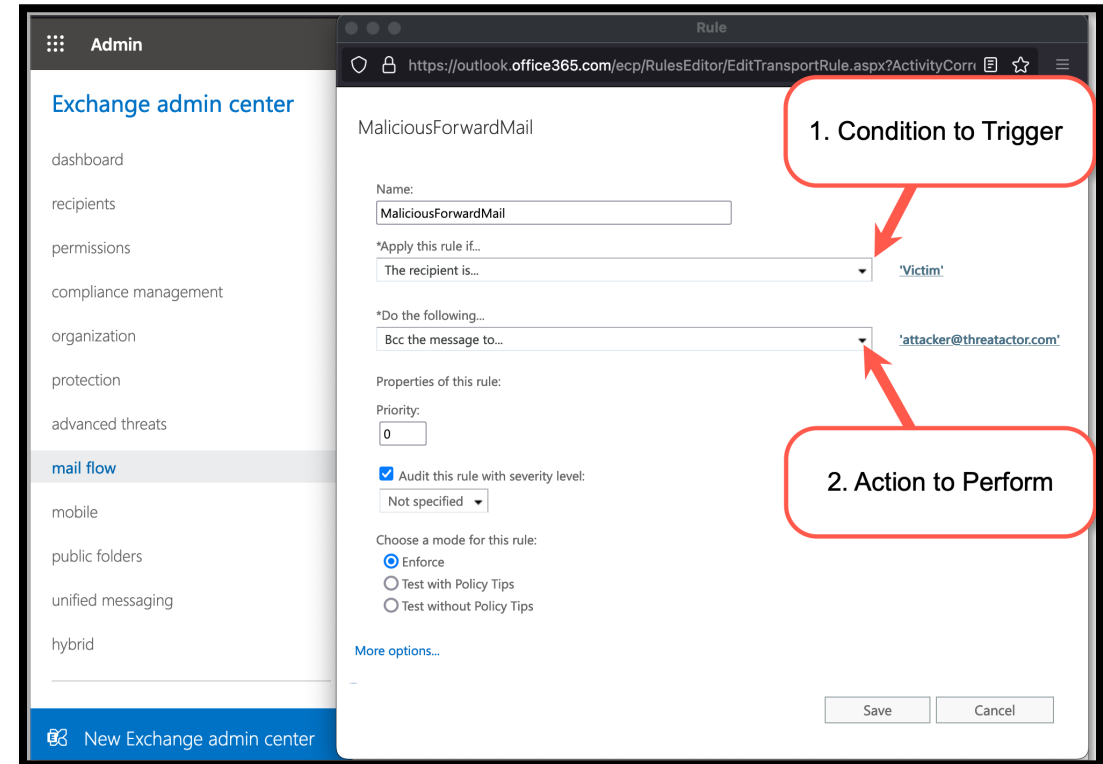 Admin
Exchange admin center
dashboard
recipients
permissions
compliance management
organization
protection
advanced threats
mail flow
mobile
public folders
unified messaging
hybrid
New Exchange admin center
Rule
https://outlook.office365.com/ecp/RulesEditor/EditTransportRule.aspx?ActivityCorre
MaliciousForwardMail
1. Condition to Trigger
Name:
MaliciousForwardMail
*Apply this rule if...
The recipient is...
'Victim'
*Do the following...
Bcc the message to...
'attacker@threatactor.com'
Properties of this rule:
Priority:
0
Audit this rule with severity level:
Not specified
2. Action to Perform
Choose a mode for this rule:
Enforce
Test with Policy Tips
Test without Policy Tips
More options...
Save
Cancel